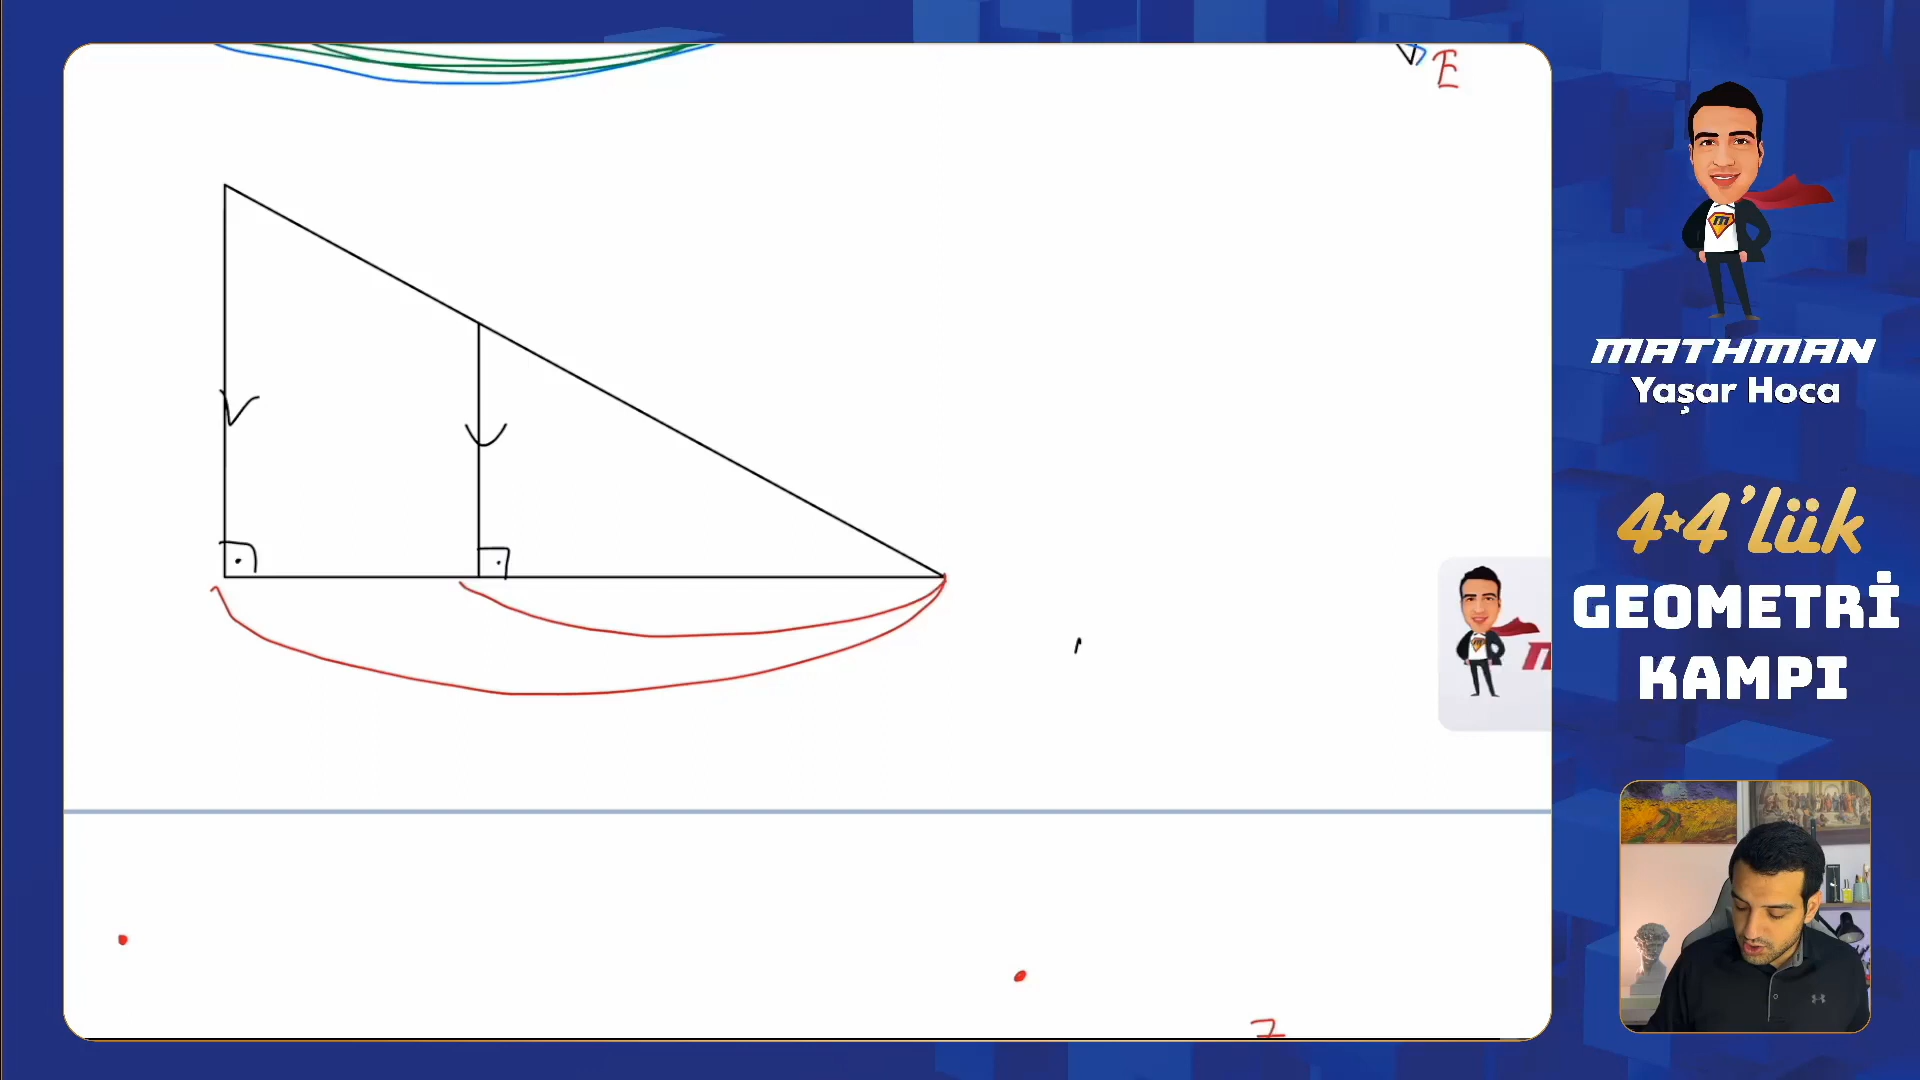 E
MATHMAN
Yaşar Hoca
4★4'lük
GEOMETRİ
KAMPI